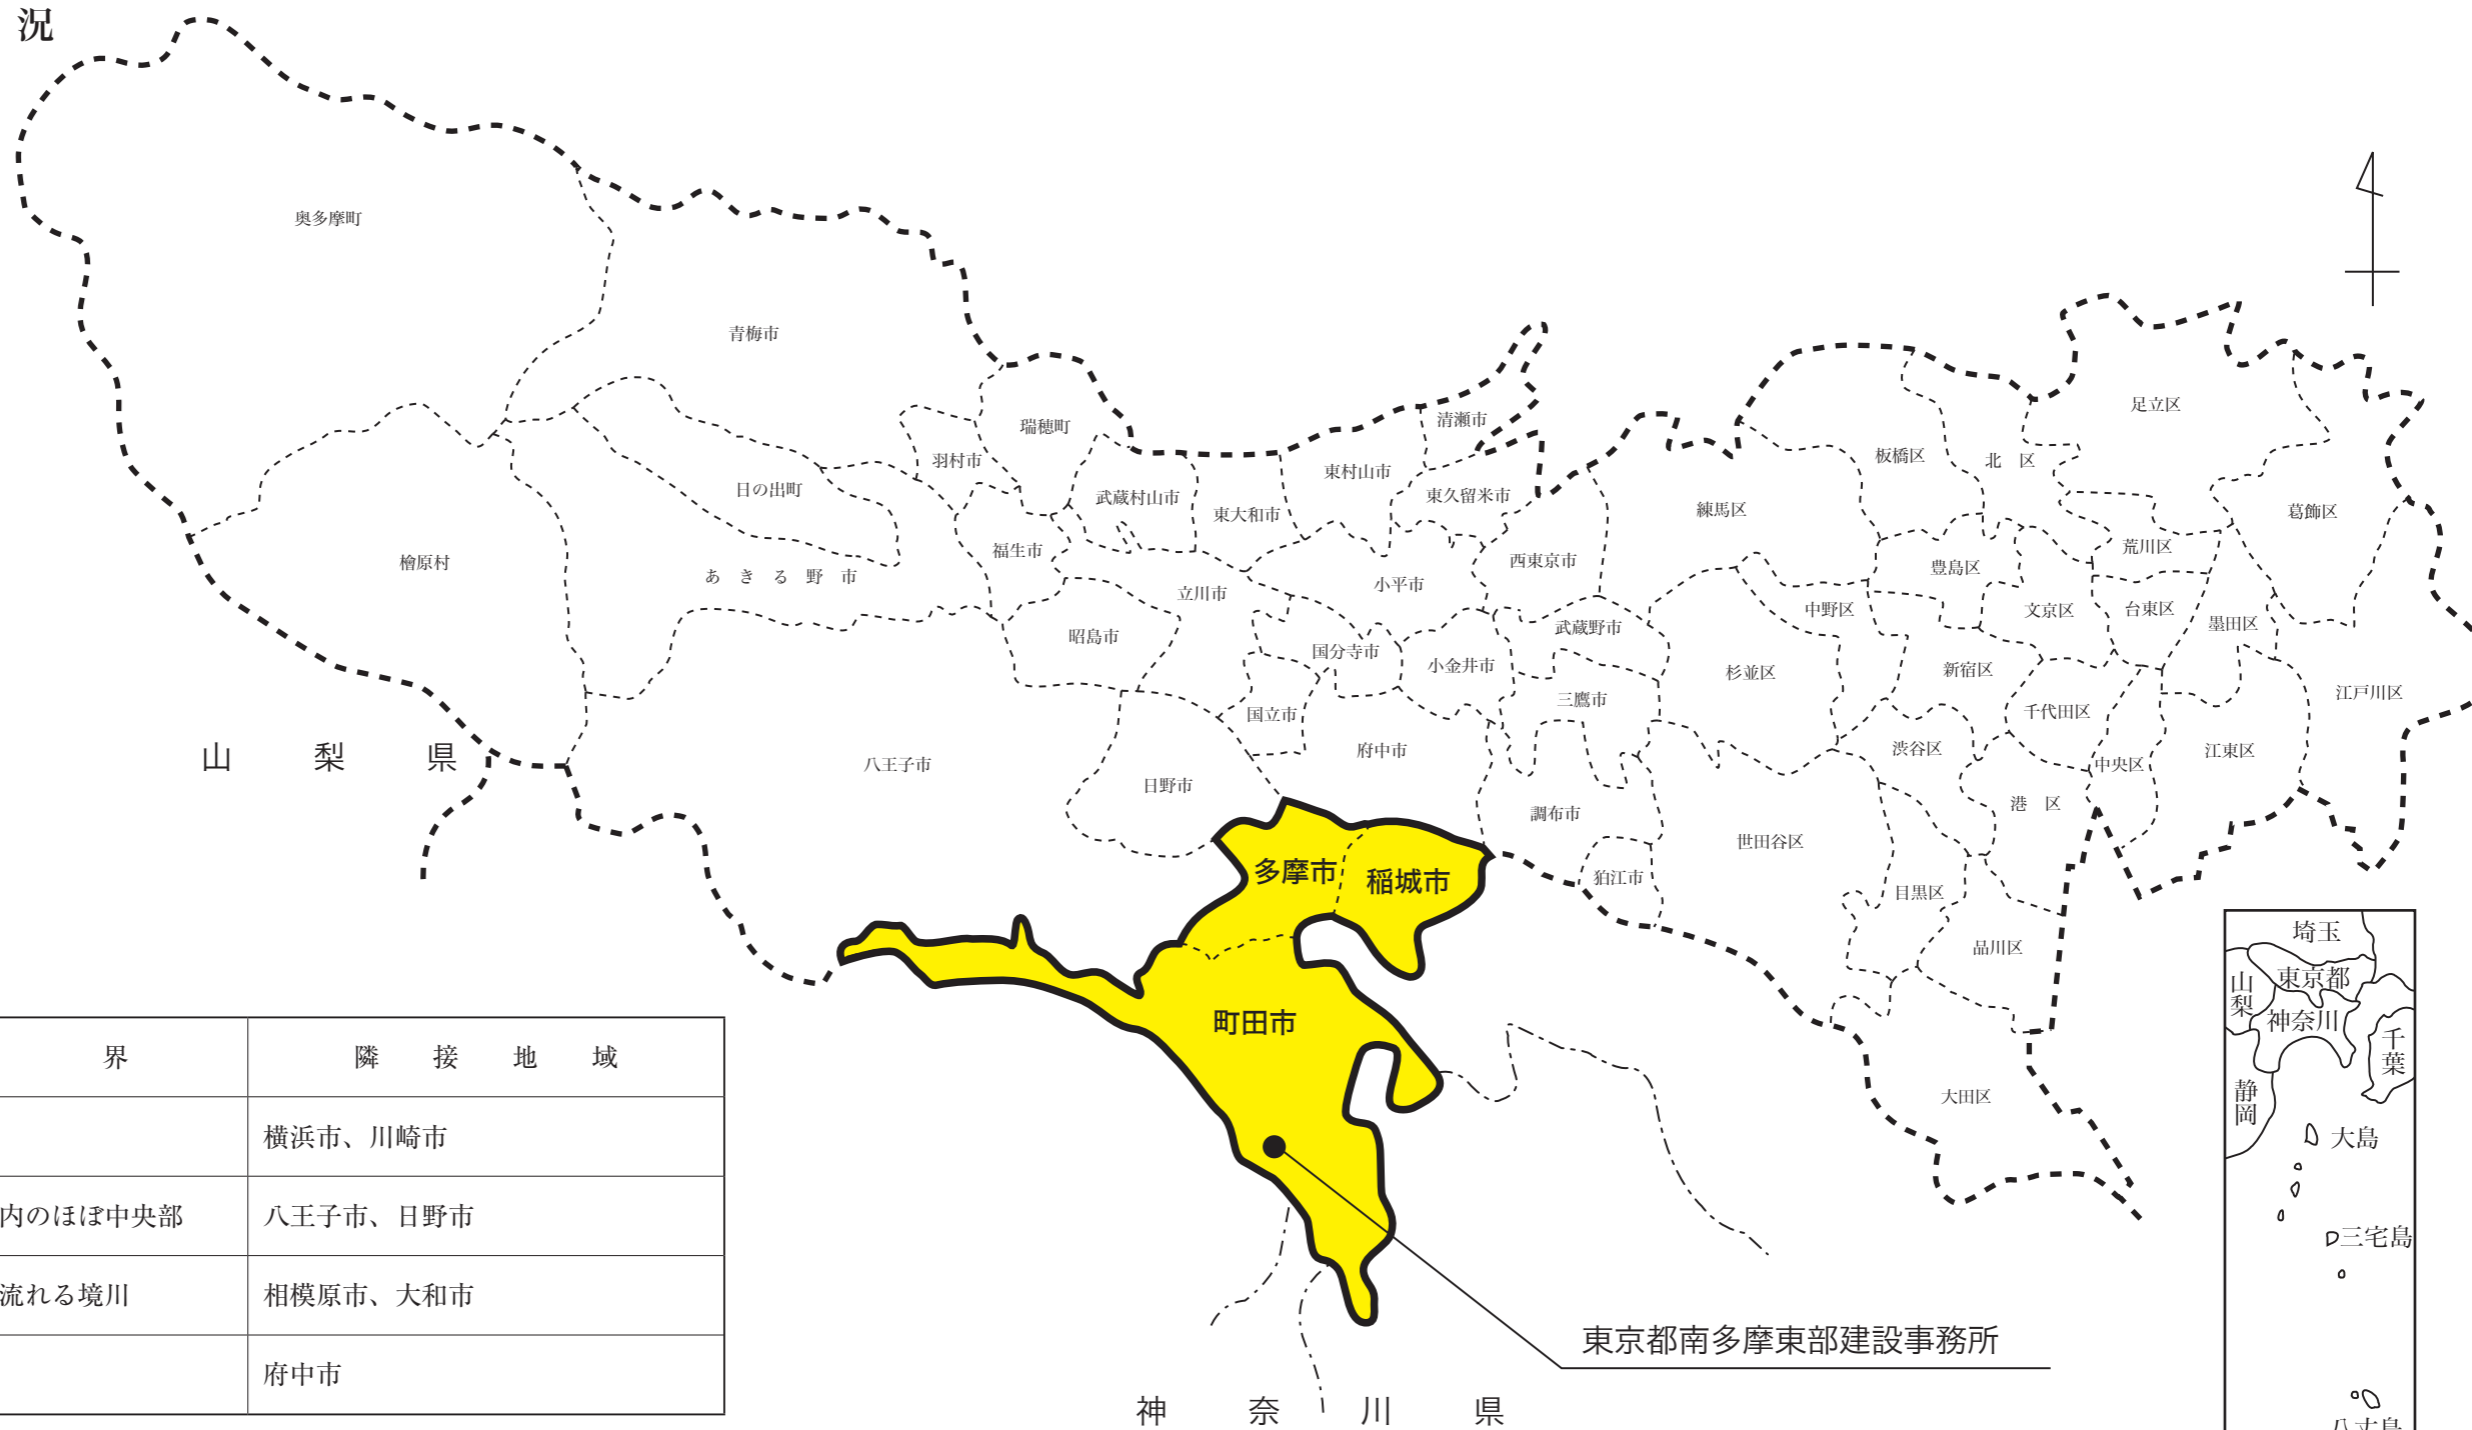 況
奥多摩町
青梅市
瑞穂町
清瀬市
足立区
羽村市
東村山市
板橋区
北 区
日の出町
武蔵村山市
東大和市
東久留米市
練馬区
葛飾区
檜原村
あ き る 野 市
福生市
立川市
小平市
西東京市
豊島区
荒川区
昭島市
国分寺市
小金井市
武蔵野市
中野区
文京区
台東区
墨田区
三鷹市
杉並区
新宿区
江戸川区
国立市
千代田区
山 梨 県
八王子市
日野市
府中市
渋谷区
中央区
江東区
調布市
世田谷区
港 区
多摩市
稲城市
狛江市
目黒区
品川区
町田市
大田区
東京都南多摩東部建設事務所
神 奈 川 県
界
隣 接 地 域
横浜市、川崎市
内のほぼ中央部
八王子市、日野市
流れる境川
相模原市、大和市
府中市
埼玉
東京都
山梨
神奈川
千葉
静岡
大島
三宅島
八丈島